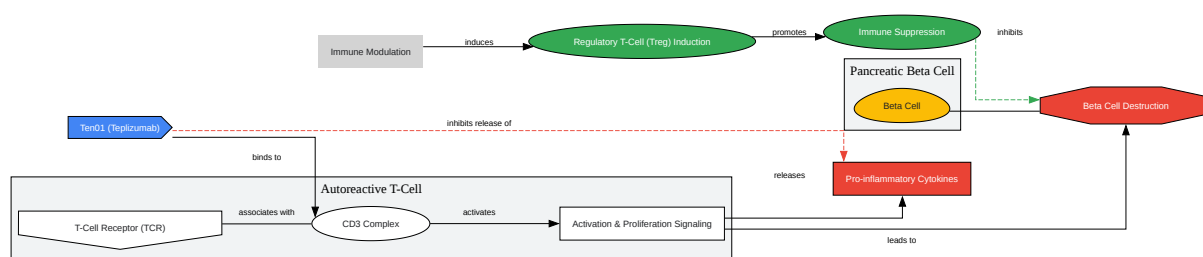 Immune Modulation
induces
Regulatory T-Cell (Treg) Induction
promotes
Immune Suppression
inhibits
Pancreatic Beta Cell
Beta Cell
Beta Cell Destruction
Ten01 (Teplizumab)
inhibits release of
binds to
releases
Pro-inflammatory Cytokines
Autoreactive T-Cell
T-Cell Receptor (TCR)
associates with
CD3 Complex
activates
Activation & Proliferation Signaling
leads to